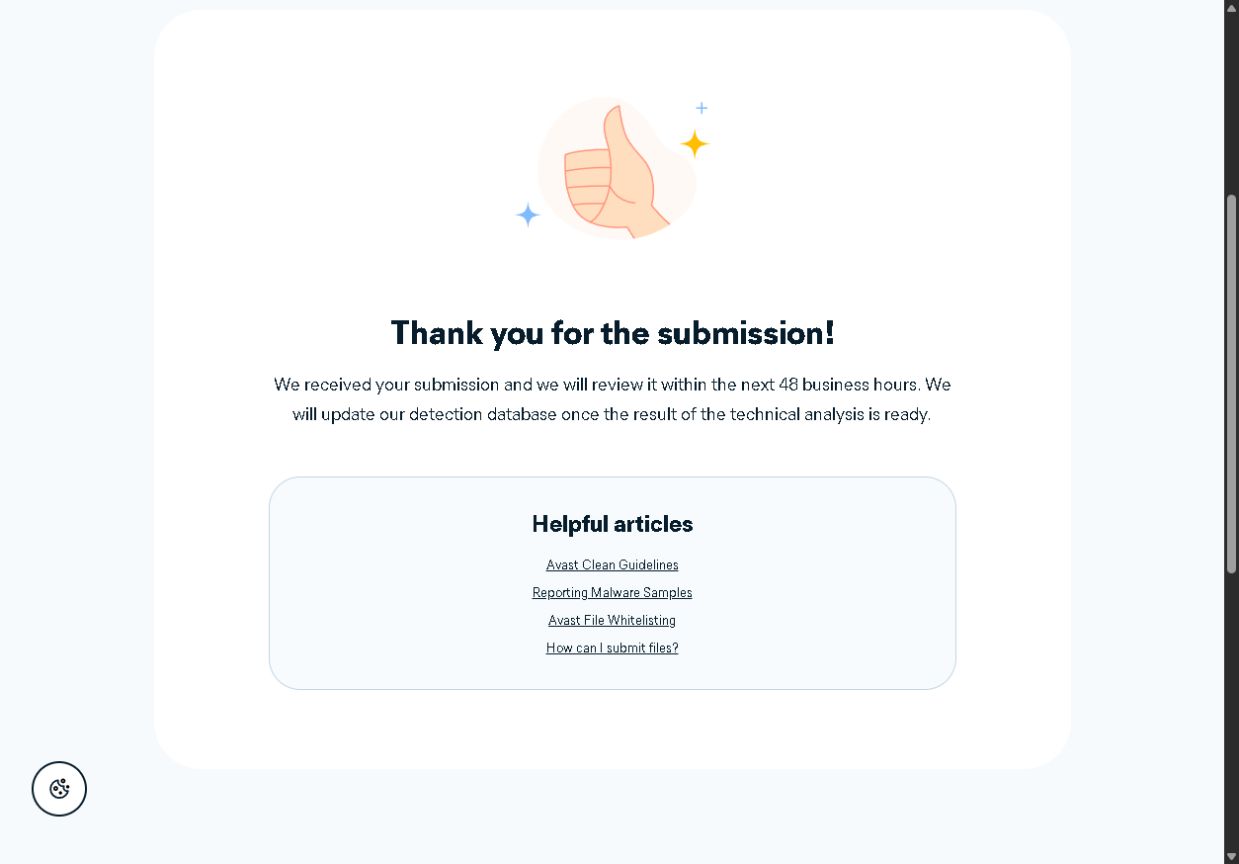 Thank you for the submission!
We received your submission and we will review it within the next 48 business hours. We
will update our detection database once the result of the technical analysis is ready.
Helpful articles
Avast Clean Guidelines
Reporting Malware Samples
Avast File Whitelisting
How can I submit files?